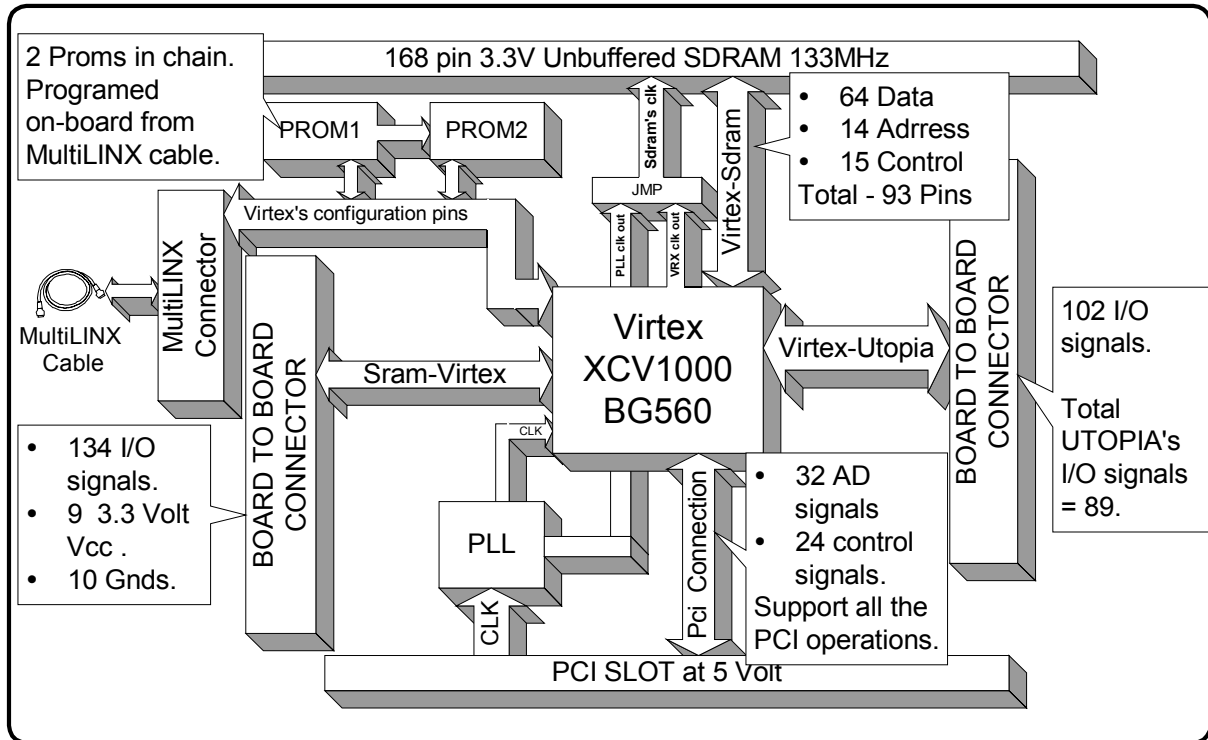 168 pin 3.3V Unbuffered SDRAM 133MHz
2 Proms in chain.
Programed
on-board from
MultiLINX cable.
PROM1
PROM2
Sdram's clk
Virtex-Sdram
• 64 Data
• 14 Adrress
• 15 Control
Total - 93 Pins
JMP
PLL clk out
VRX clk out
Virtex's configuration pins
MultiLINX
Connector
MultiLINX
Cable
BOARD TO BOARD
CONNECTOR
Sram-Virtex
Virtex
XCV1000
BG560
Virtex-Utopia
BOARD TO BOARD
CONNECTOR
102 I/O
signals.
Total
UTOPIA's
I/O signals
= 89.
• 134 I/O
signals.
• 9 3.3 Volt
Vcc .
• 10 Gnds.
CLK
PLL
CLK
Pci Connection
• 32 AD
signals
• 24 control
signals.
Support all the
PCI operations.
PCI SLOT at 5 Volt